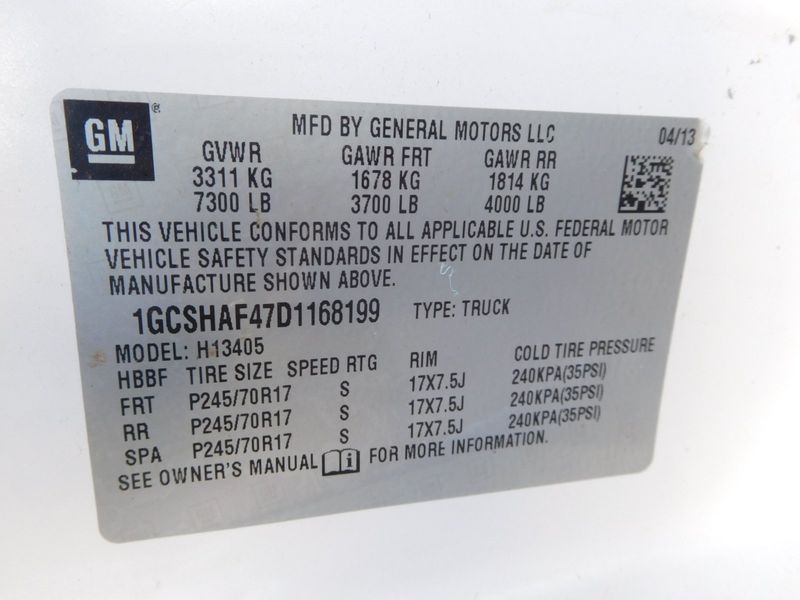 GM ®
MFD BY GENERAL MOTORS LLC 04/13
GVWR GAWR FRT GAWR RR
3311 KG 1678 KG 1814 KG
7300 LB 3700 LB 4000 LB
THIS VEHICLE CONFORMS TO ALL APPLICABLE U.S. FEDERAL MOTOR
VEHICLE SAFETY STANDARDS IN EFFECT ON THE DATE OF
MANUFACTURE SHOWN ABOVE.
1GCSHAF47D1168199 TYPE: TRUCK
MODEL: H13405
HBBF TIRE SIZE SPEED RTG RIM COLD TIRE PRESSURE
FRT P245/70R17 S 17X7.5J 240KPA(35PSI)
RR P245/70R17 S 17X7.5J 240KPA(35PSI)
SPA P245/70R17 S 17X7.5J 240KPA(35PSI)
SEE OWNER'S MANUAL i FOR MORE INFORMATION.